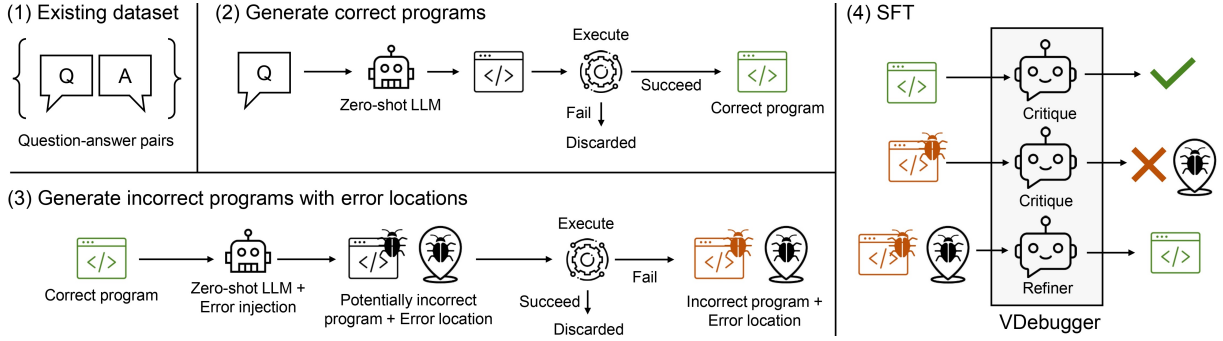 (1) Existing dataset
Q
A
Question-answer pairs
(2) Generate correct programs
Q
Zero-shot LLM
</>
Execute
Succeed
Fail
Discarded
</>
Correct program
(3) Generate incorrect programs with error locations
</>
Correct program
Zero-shot LLM +
Error injection
</>
Potentially incorrect
program + Error location
Execute
Fail
Succeed
Discarded
</>
Incorrect program +
Error location
(4) SFT
</>
Critique
</>
Critique
</>
Refiner
</>
VDebugger